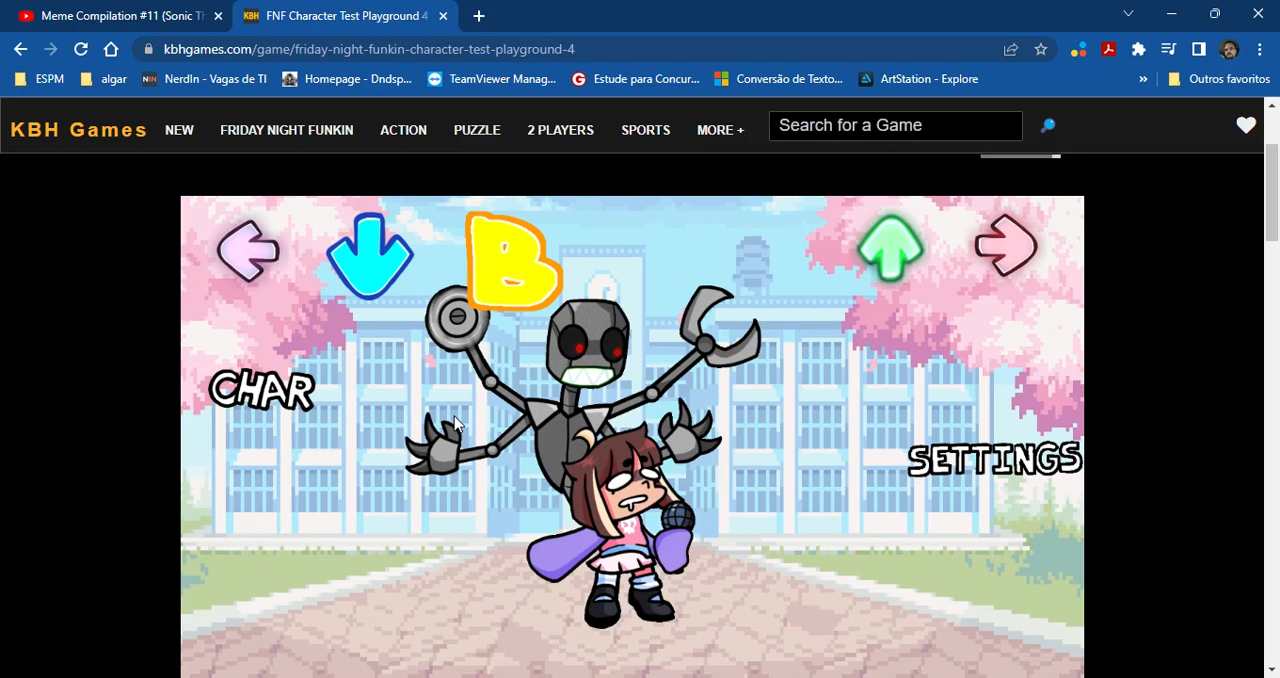 Meme Compilation #11 (Sonic Th
KBH FNF Character Test Playground 4
kbhgames.com/game/friday-night-funkin-character-test-playground-4
ESPM
algar
NIN NerdIn - Vagas de TI
Homepage - Dndsp...
TeamViewer Manag...
G Estude para Concur...
Conversão de Texto...
ArtStation - Explore
»
Outros favoritos
KBH Games
NEW
FRIDAY NIGHT FUNKIN
ACTION
PUZZLE
2 PLAYERS
SPORTS
MORE +
Search for a Game
B
CHAR
SETTINGS